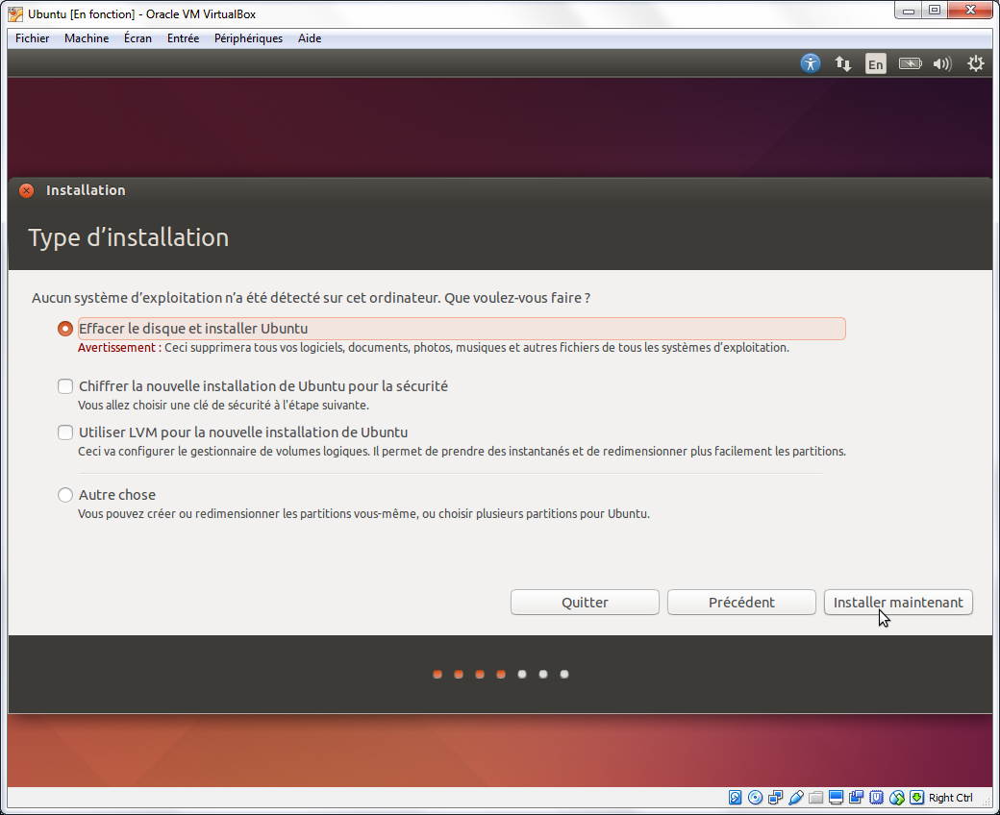 Ubuntu [En fonction] - Oracle VM VirtualBox
Fichier Machine Écran Entrée Périphériques Aide
En
Installation
Type d’installation
Aucun système d’exploitation n’a été détecté sur cet ordinateur. Que voulez-vous faire ?
Effacer le disque et installer Ubuntu
Avertissement : Ceci supprimera tous vos logiciels, documents, photos, musiques et autres fichiers de tous les systèmes d’exploitation.
Chiffrer la nouvelle installation de Ubuntu pour la sécurité
Vous allez choisir une clé de sécurité à l'étape suivante.
Utiliser LVM pour la nouvelle installation de Ubuntu
Ceci va configurer le gestionnaire de volumes logiques. Il permet de prendre des instantanés et de redimensionner plus facilement les partitions.
Autre chose
Vous pouvez créer ou redimensionner les partitions vous-même, ou choisir plusieurs partitions pour Ubuntu.
Quitter Précédent Installer maintenant
Right Ctrl